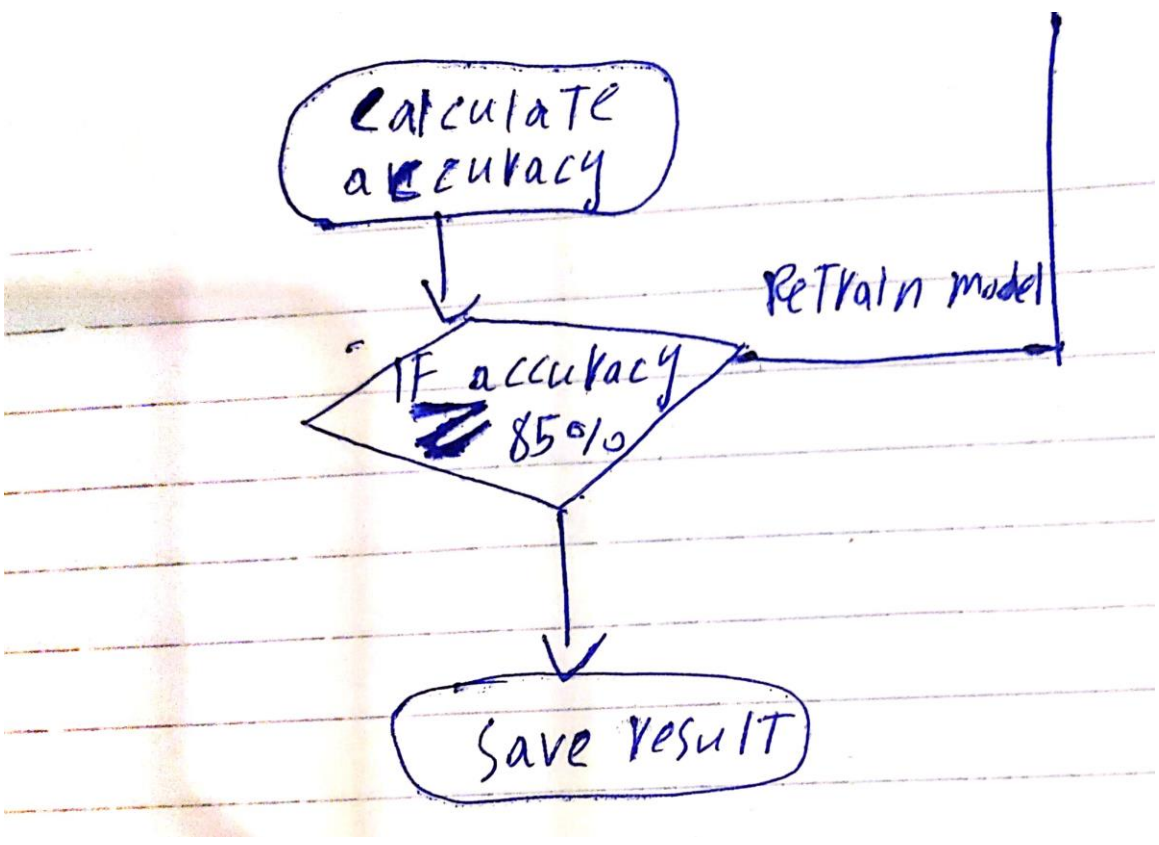 Calculate
accuracy
ReTrain model
IF accuracy
85%
Save result